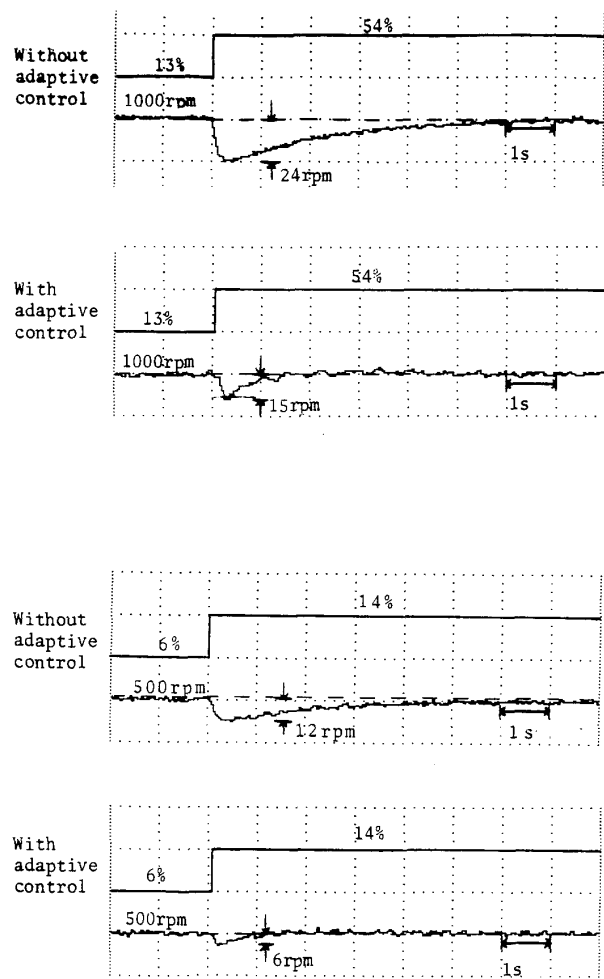 54%
Without
adaptive
control
13%
1000rpm
24rpm
1s
54%
With
adaptive
control
13%
1000rpm
15rpm
1s
14%
Without
adaptive
control
6%
500rpm
12rpm
1s
14%
With
adaptive
control
6%
500rpm
6rpm
1s